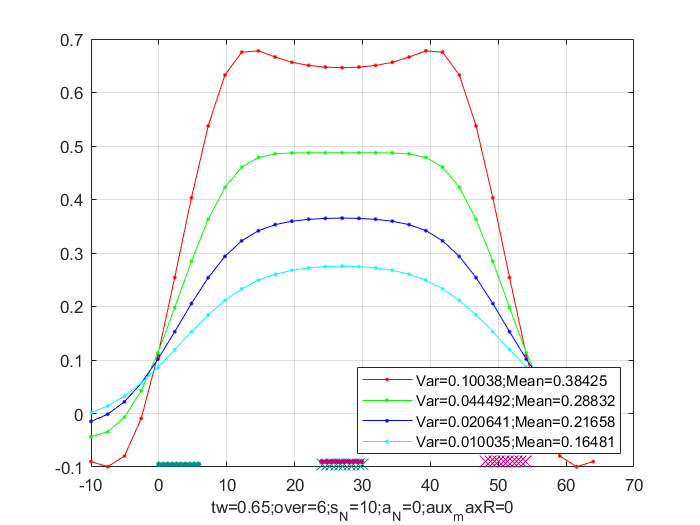 0.7
0.6
0.5
0.4
0.3
0.2
0.1
0
-0.1
Var=0.10038;Mean=0.38425
Var=0.044492;Mean=0.28832
Var=0.020641;Mean=0.21658
Var=0.010035;Mean=0.16481
-10 0 10 20 30 40 50 60 70
tw=0.65;over=6;s_N=10;a_N=0;aux_maxR=0